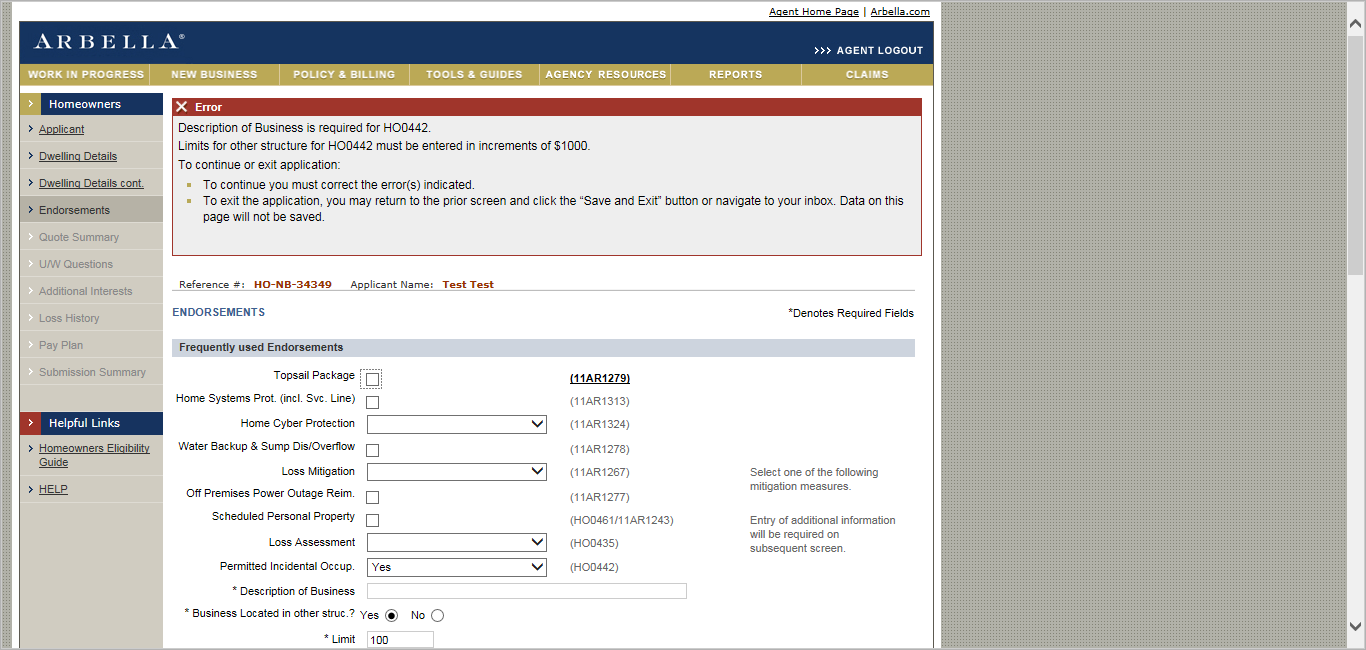 Agent Home Page | Arbella.com
ARBELLA®
>>> AGENT LOGOUT
WORK IN PROGRESS NEW BUSINESS POLICY & BILLING TOOLS & GUIDES AGENCY RESOURCES REPORTS CLAIMS
Homeowners
Applicant
Dwelling Details
Dwelling Details cont.
Endorsements
Quote Summary
U/W Questions
Additional Interests
Loss History
Pay Plan
Submission Summary
Helpful Links
Homeowners Eligibility
Guide
HELP
Error
Description of Business is required for HO0442.
Limits for other structure for HO0442 must be entered in increments of $1000.
To continue or exit application:
To continue you must correct the error(s) indicated.
To exit the application, you may return to the prior screen and click the “Save and Exit” button or navigate to your inbox. Data on this
page will not be saved.
Reference #: HO-NB-34349 Applicant Name: Test Test
ENDORSEMENTS
*Denotes Required Fields
Frequently used Endorsements
Topsail Package (11AR1279)
Home Systems Prot. (incl. Svc. Line) (11AR1313)
Home Cyber Protection (11AR1324)
Water Backup & Sump Dis/Overflow (11AR1278)
Loss Mitigation (11AR1267) Select one of the following
mitigation measures.
Off Premises Power Outage Reim. (11AR1277)
Scheduled Personal Property (HO0461/11AR1243) Entry of additional information
will be required on
subsequent screen.
Loss Assessment (HO0435)
Permitted Incidental Occup. Yes (HO0442)
* Description of Business
* Business Located in other struc.? Yes No
* Limit 100